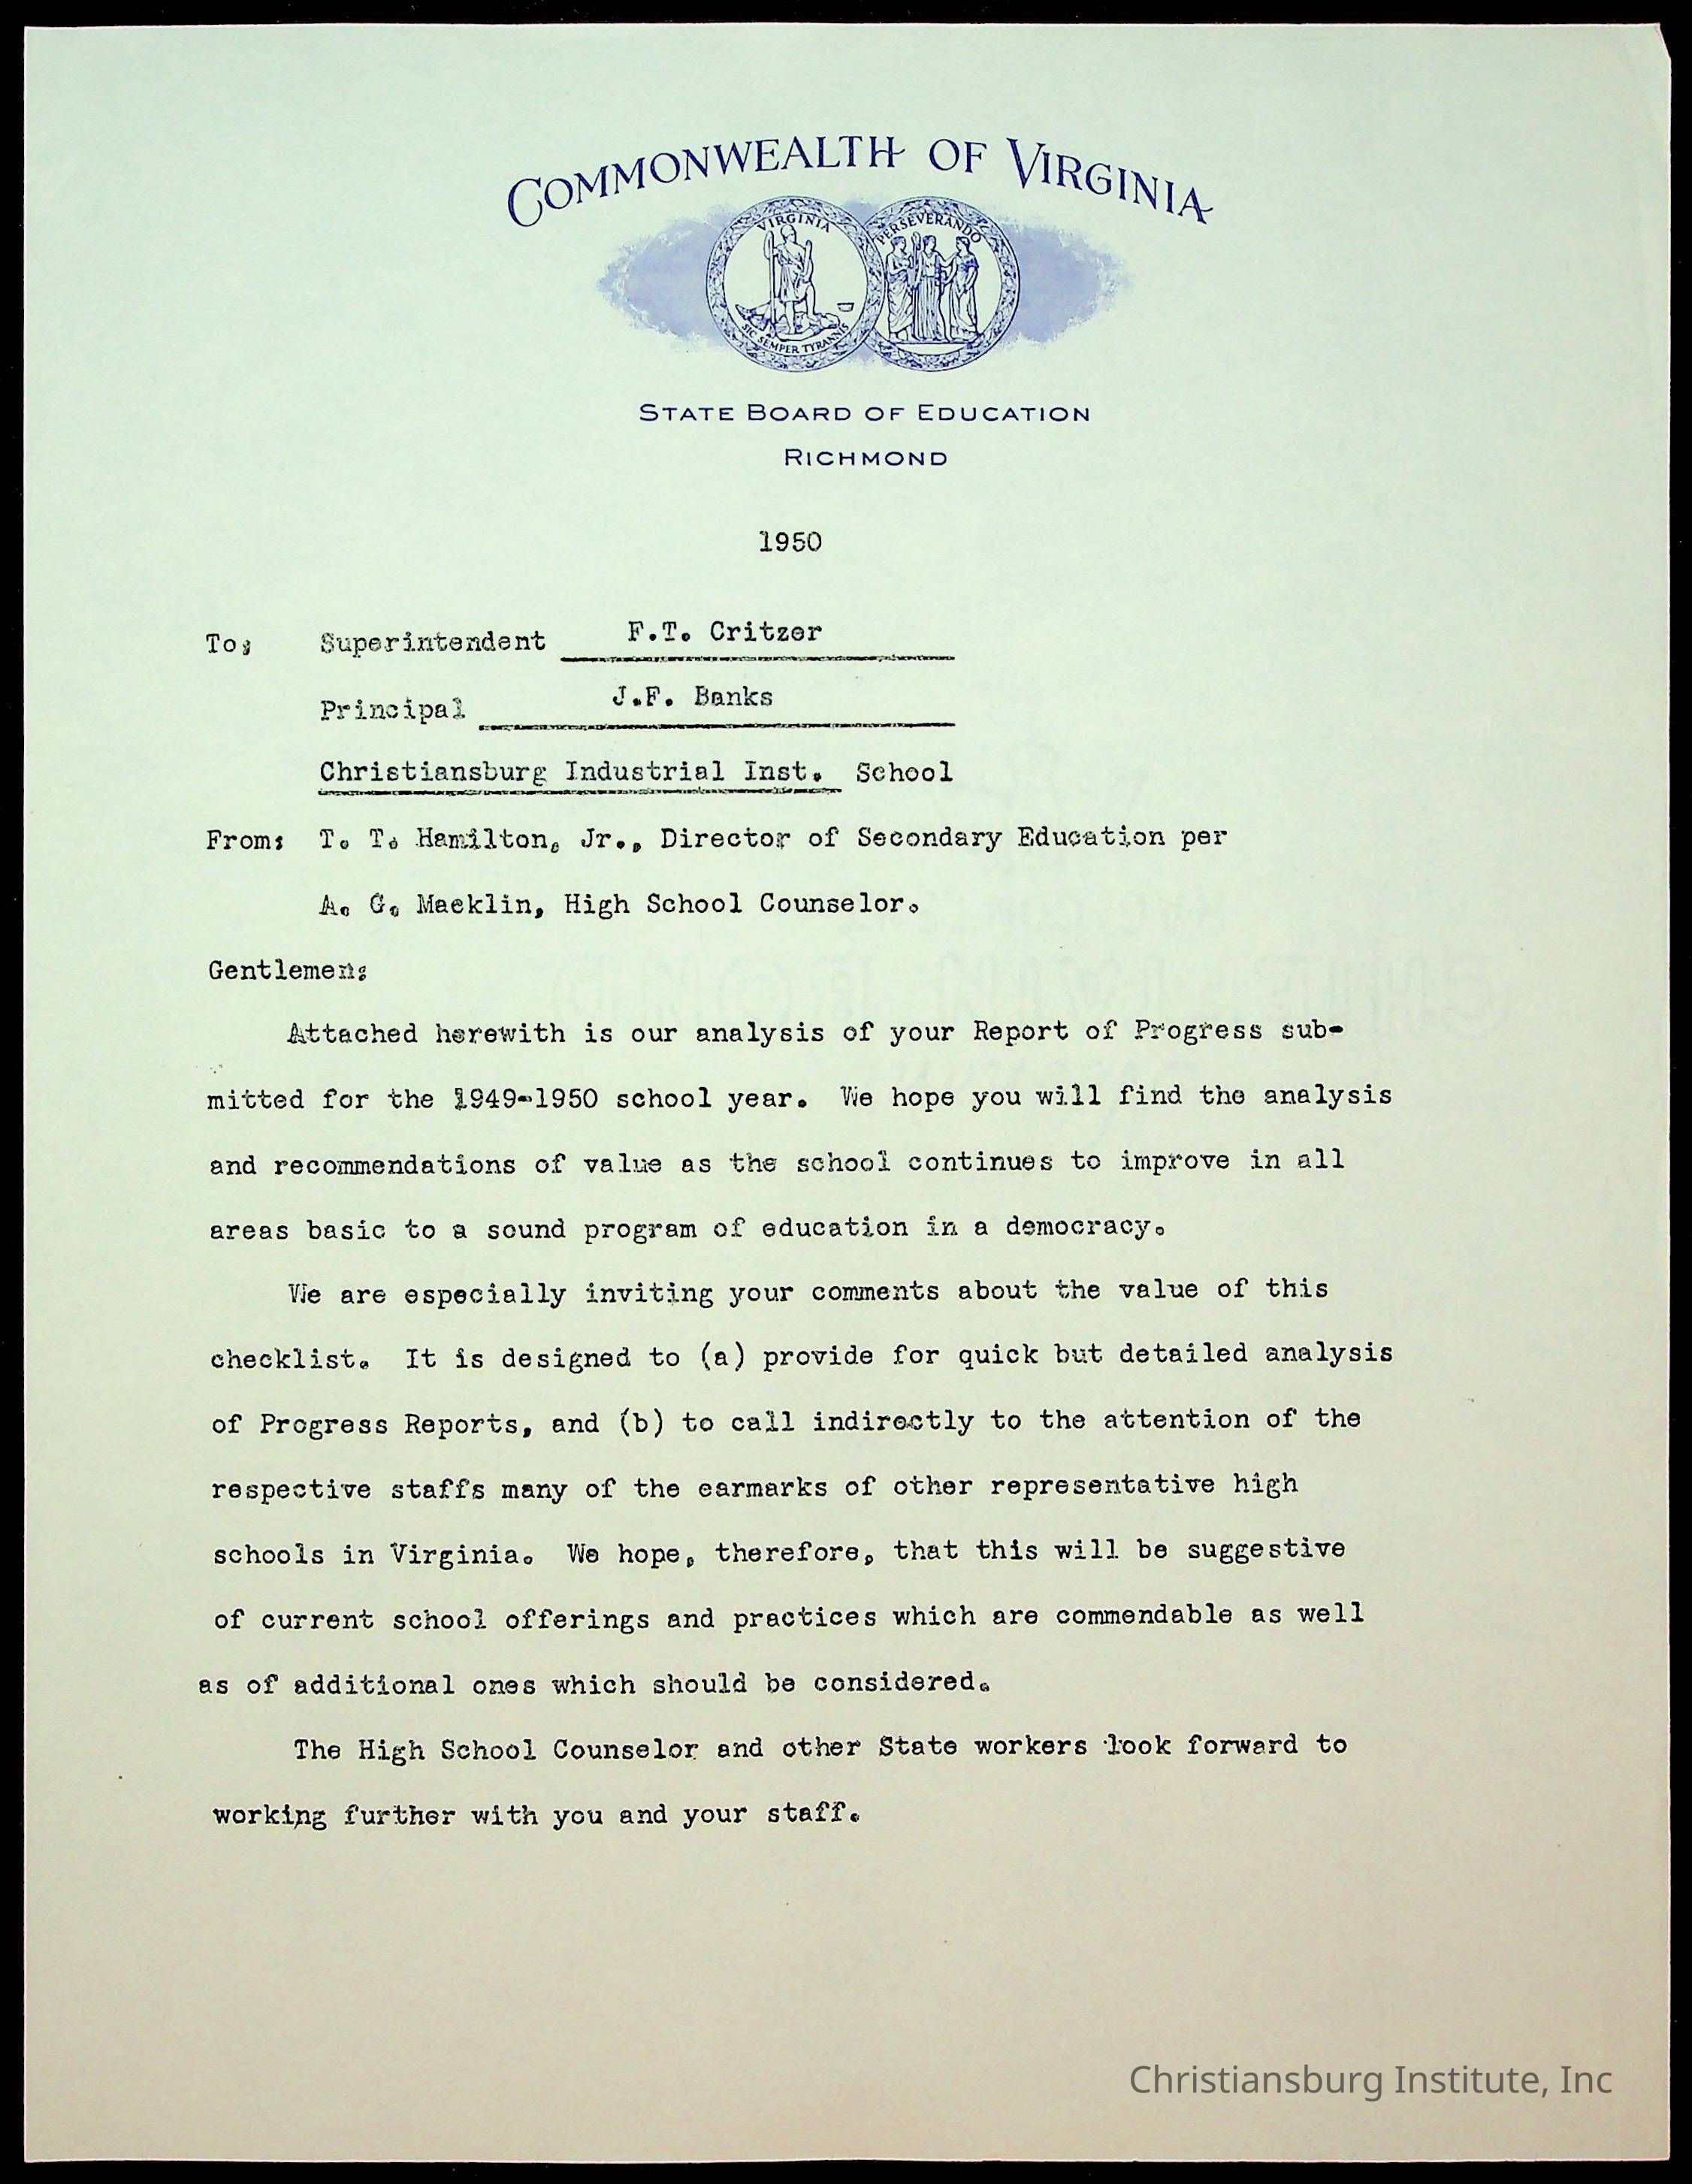 COMMONWEALTH OF VIRGINIA
VIRGINIA
PERSEVERANDO
SIC SEMPER TYRANNIS
STATE BOARD OF EDUCATION
RICHMOND
1950
To: Superintendent F.T. Critzer
Principal J.F. Banks
Christiansburg Industrial Inst. School
From: T. T. Hamilton, Jr., Director of Secondary Education per
A. G. Macklin, High School Counselor.
Gentlemen:
Attached herewith is our analysis of your Report of Progress sub-
mitted for the 1949-1950 school year. We hope you will find the analysis
and recommendations of value as the school continues to improve in all
areas basic to a sound program of education in a democracy.
We are especially inviting your comments about the value of this
checklist. It is designed to (a) provide for quick but detailed analysis
of Progress Reports, and (b) to call indirectly to the attention of the
respective staffs many of the earmarks of other representative high
schools in Virginia. We hope, therefore, that this will be suggestive
of current school offerings and practices which are commendable as well
as of additional ones which should be considered.
The High School Counselor and other State workers look forward to
working further with you and your staff.
Christiansburg Institute, Inc